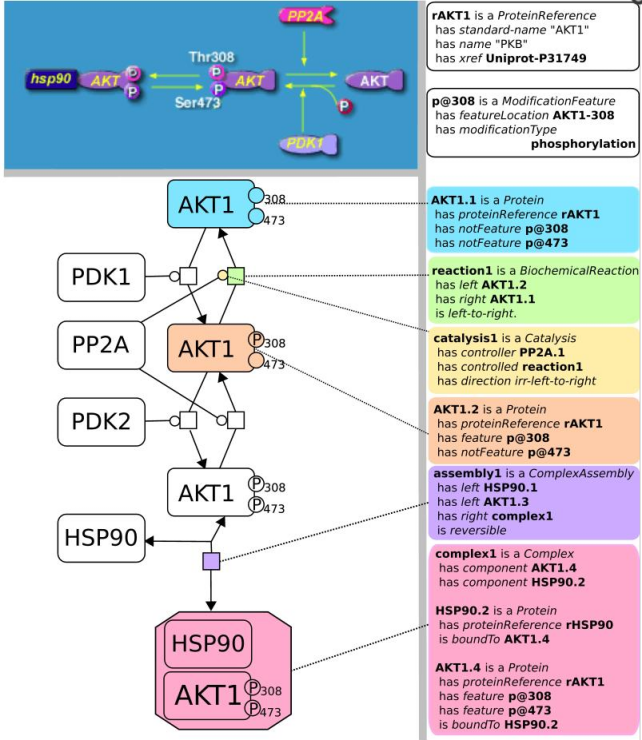 PP2A
Thr308
hsp90
AKT
P
P
P
P
AKT
AKT
Ser473
P
PDK1
AKT1
308
473
PDK1
PP2A
AKT1
P
308
473
PDK2
AKT1
P
308
P
473
HSP90
HSP90
AKT1
P
308
P
473
rAKT1 is a ProteinReference
has standard-name "AKT1"
has name "PKB"
has xref Uniprot-P31749
p@308 is a ModificationFeature
has featureLocation AKT1-308
has modificationType
phosphorylation
AKT1.1 is a Protein
has proteinReference rAKT1
has notFeature p@308
has notFeature p@473
reaction1 is a BiochemicalReaction
has left AKT1.2
has right AKT1.1
is left-to-right.
catalysis1 is a Catalysis
has controller PP2A.1
has controlled reaction1
has direction irr-left-to-right
AKT1.2 is a Protein
has proteinReference rAKT1
has feature p@308
has notFeature p@473
assembly1 is a ComplexAssembly
has left HSP90.1
has left AKT1.3
has right complex1
is reversible
complex1 is a Complex
has component AKT1.4
has component HSP90.2
HSP90.2 is a Protein
has proteinReference rHSP90
is boundTo AKT1.4
AKT1.4 is a Protein
has proteinReference rAKT1
has feature p@308
has feature p@473
is boundTo HSP90.2